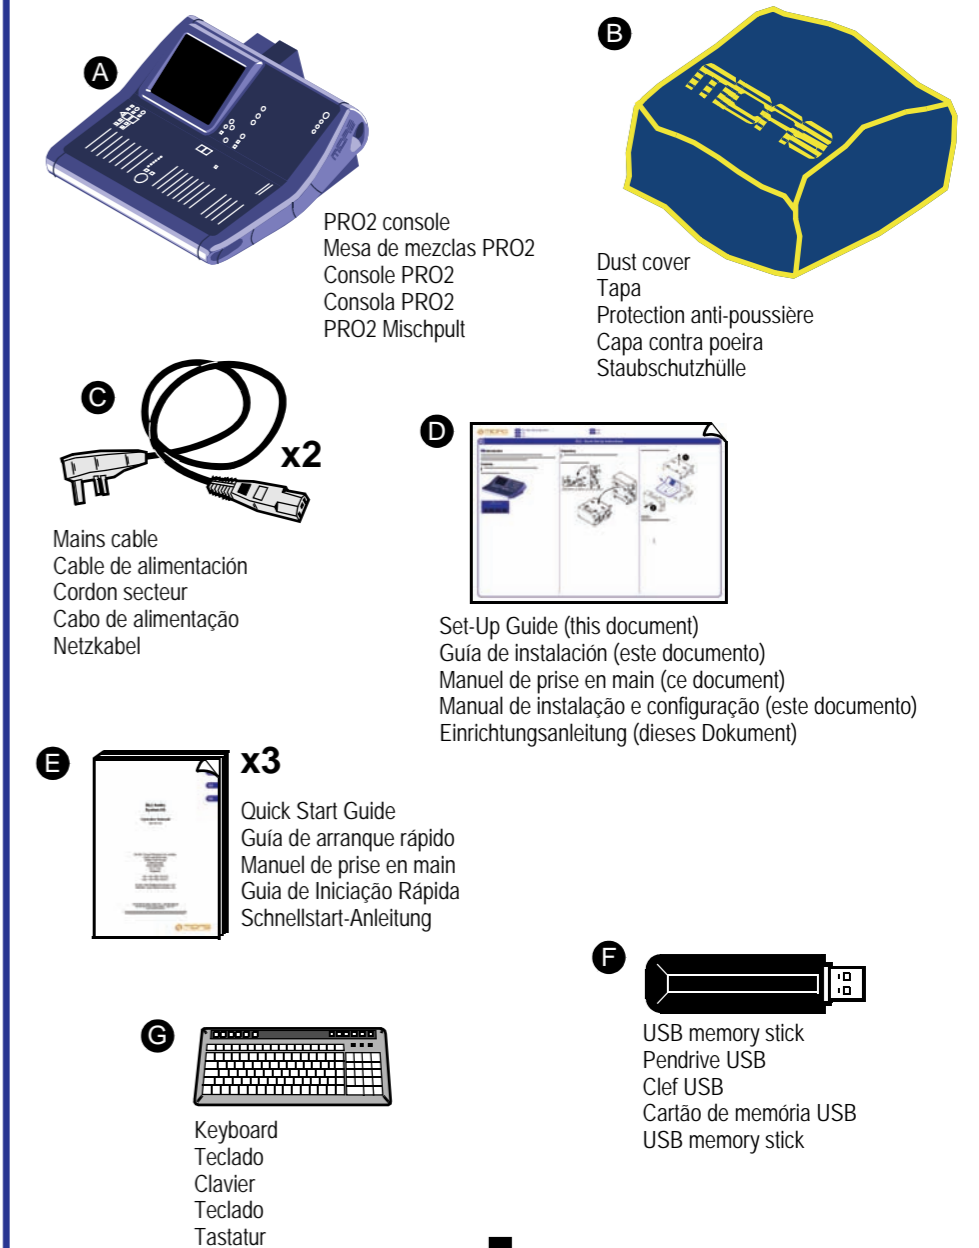 A
MIDAS
PRO2 console
Mesa de mezclas PRO2
Console PRO2
Consola PRO2
PRO2 Mischpult
B
Dust cover
Tapa
Protection anti-poussière
Capa contra poeira
Staubschutzhülle
C
x2
Mains cable
Cable de alimentación
Cordon secteur
Cabo de alimentação
Netzkabel
D
Set-Up Guide (this document)
Guía de instalación (este documento)
Manuel de prise en main (ce document)
Manual de instalação e configuração (este documento)
Einrichtungsanleitung (dieses Dokument)
E
x3
Quick Start Guide
Guía de arranque rápido
Manuel de prise en main
Guia de Iniciação Rápida
Schnellstart-Anleitung
F
USB memory stick
Pendrive USB
Clef USB
Cartão de memória USB
USB memory stick
G
Keyboard
Teclado
Clavier
Teclado
Tastatur